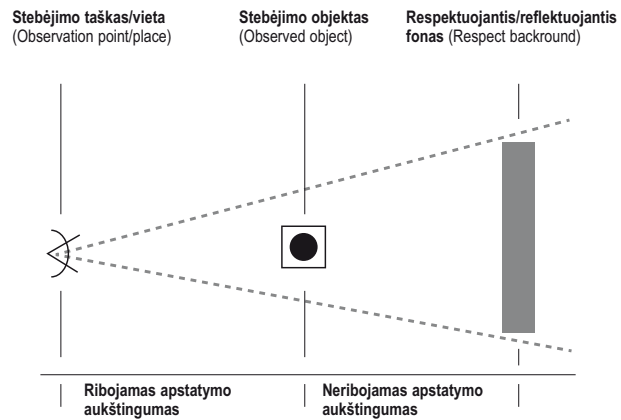 Stebėjimo taškas/vieta
(Observation point/place)
Stebėjimo objektas
(Observed object)
Respektuojantis/reflektuojantis
fonas (Respect backround)
Ribojamas apstatymo
aukštingumas
Neribojamas apstatymo
aukštingumas